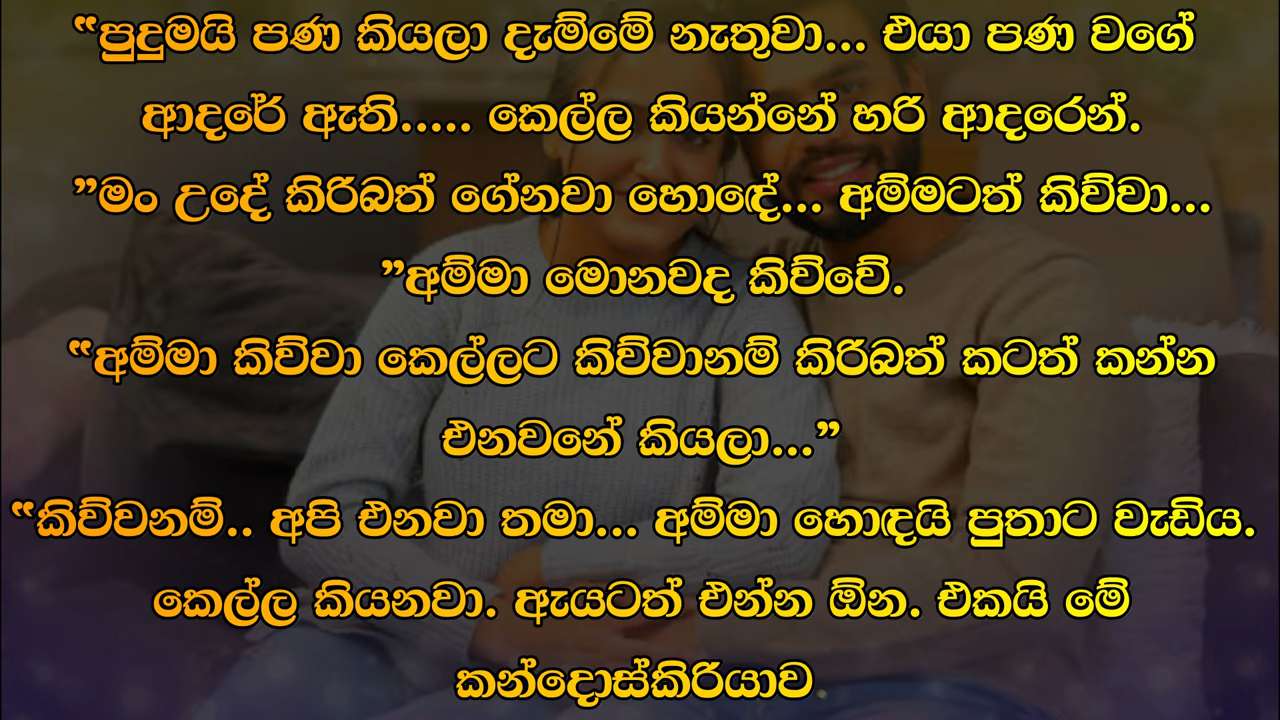 “පුදුමයි පණ කියලා දැම්මේ නැතුවා... එයා පණ වගේ
ආදරේ ඇති..... කෙල්ල කියන්නේ හරි ආදරෙන්.
”මං උදේ කිරිබත් ගේනවා හොඳේ... අම්මටත් කිව්වා...
”අම්මා මොනවද කිව්වේ.
“අම්මා කිව්වා කෙල්ලට කිව්වානම් කිරිබත් කටත් කන්න
එනවනේ කියලා...”
“කිව්වනම්.. අපි එනවා තමා... අම්මා හොඳයි පුතාට වැඩිය.
කෙල්ල කියනවා. ඇයටත් එන්න ඕන. එකයි මේ
කන්දොස්කිරියාව.